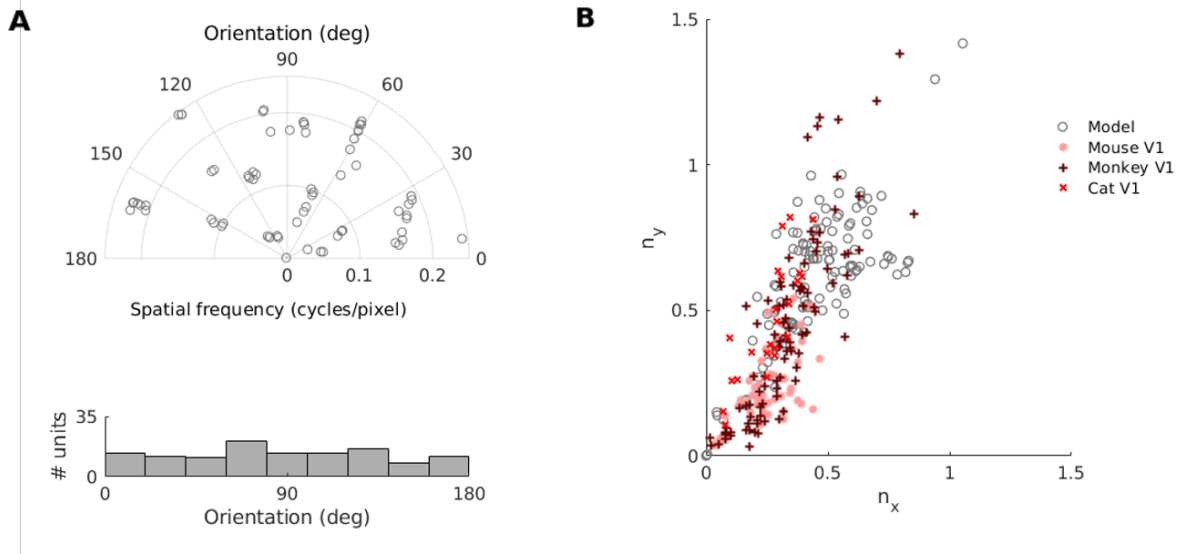 A
Orientation (deg)
90
120
60
150
30
180
0
0
0.1
0.2
Spatial frequency (cycles/pixel)
35
# units
0
0
90
180
Orientation (deg)
B
1.5
1
n_y
0.5
0
0
0.5
1
1.5
n_x
Model
Mouse V1
Monkey V1
Cat V1